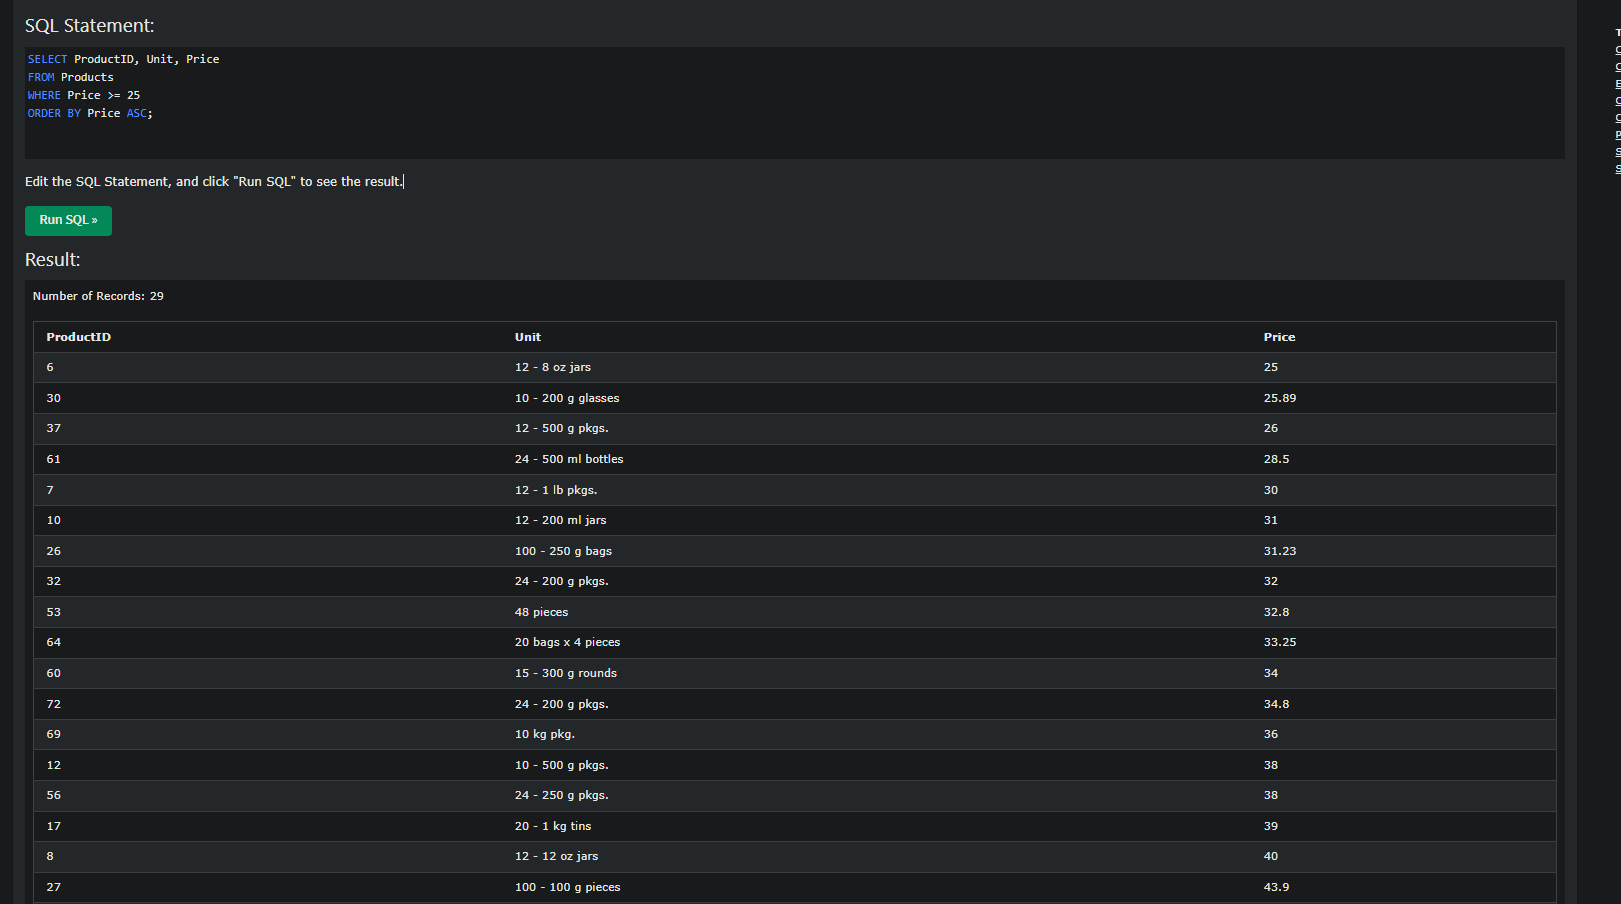 SQL Statement:
SELECT ProductID, Unit, Price
FROM Products
WHERE Price >= 25
ORDER BY Price ASC;
Edit the SQL Statement, and click "Run SQL" to see the result.
Run SQL »
Result:
Number of Records: 29
ProductID Unit Price
6 12 - 8 oz jars 25
30 10 - 200 g glasses 25.89
37 12 - 500 g pkgs. 26
61 24 - 500 ml bottles 28.5
7 12 - 1 lb pkgs. 30
10 12 - 200 ml jars 31
26 100 - 250 g bags 31.23
32 24 - 200 g pkgs. 32
53 48 pieces 32.8
64 20 bags x 4 pieces 33.25
60 15 - 300 g rounds 34
72 24 - 200 g pkgs. 34.8
69 10 kg pkg. 36
12 10 - 500 g pkgs. 38
56 24 - 250 g pkgs. 38
17 20 - 1 kg tins 39
8 12 - 12 oz jars 40
27 100 - 100 g pieces 43.9